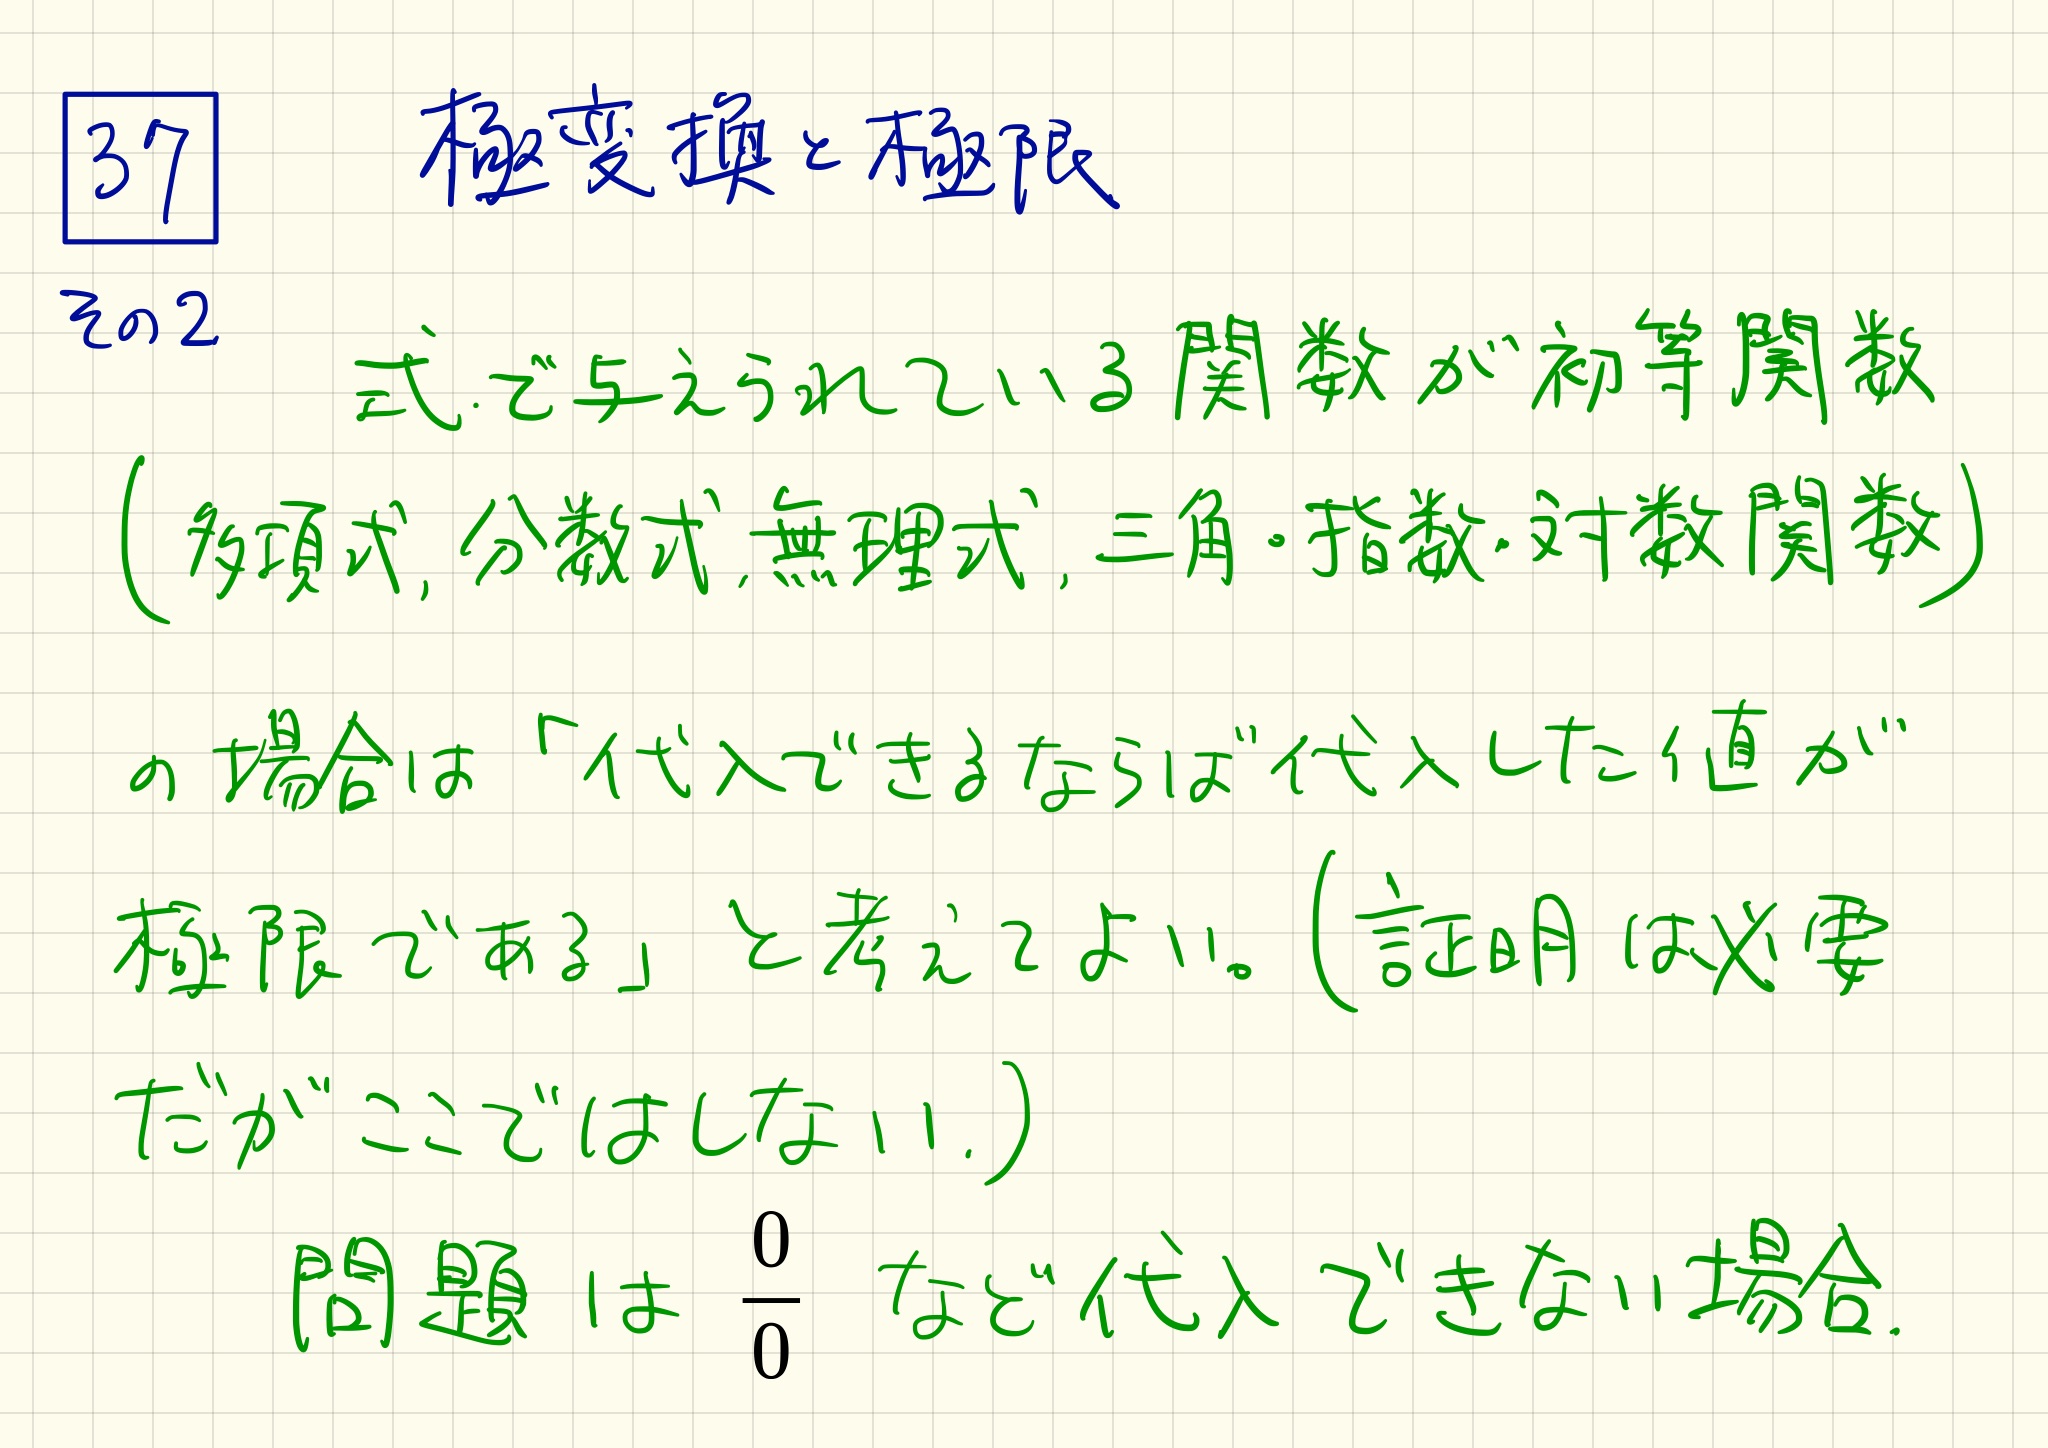 37 極変換と極限
その2
式で与えられている関数が初等関数
(多項式, 分数式, 無理式, 三角・指数・対数関数)
の場合は「代入できるならば代入した値が
極限である」と考えてよい。(証明は必要
だがここではしない.)
問題は 0/0 など代入できない場合.